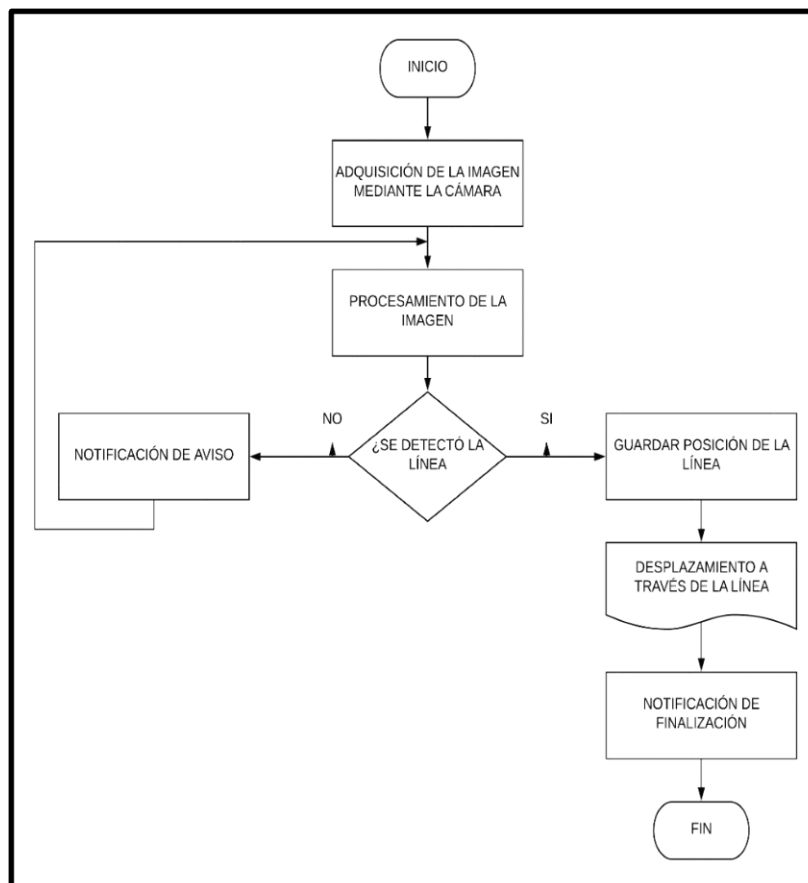 INICIO
ADQUISICIÓN DE LA IMAGEN
MEDIANTE LA CÁMARA
PROCESAMIENTO DE LA
IMAGEN
¿SE DETECTÓ LA
LÍNEA
NO
NOTIFICACIÓN DE AVISO
SI
GUARDAR POSICIÓN DE LA
LÍNEA
DESPLAZAMIENTO A
TRAVÉS DE LA LÍNEA
NOTIFICACIÓN DE
FINALIZACIÓN
FIN